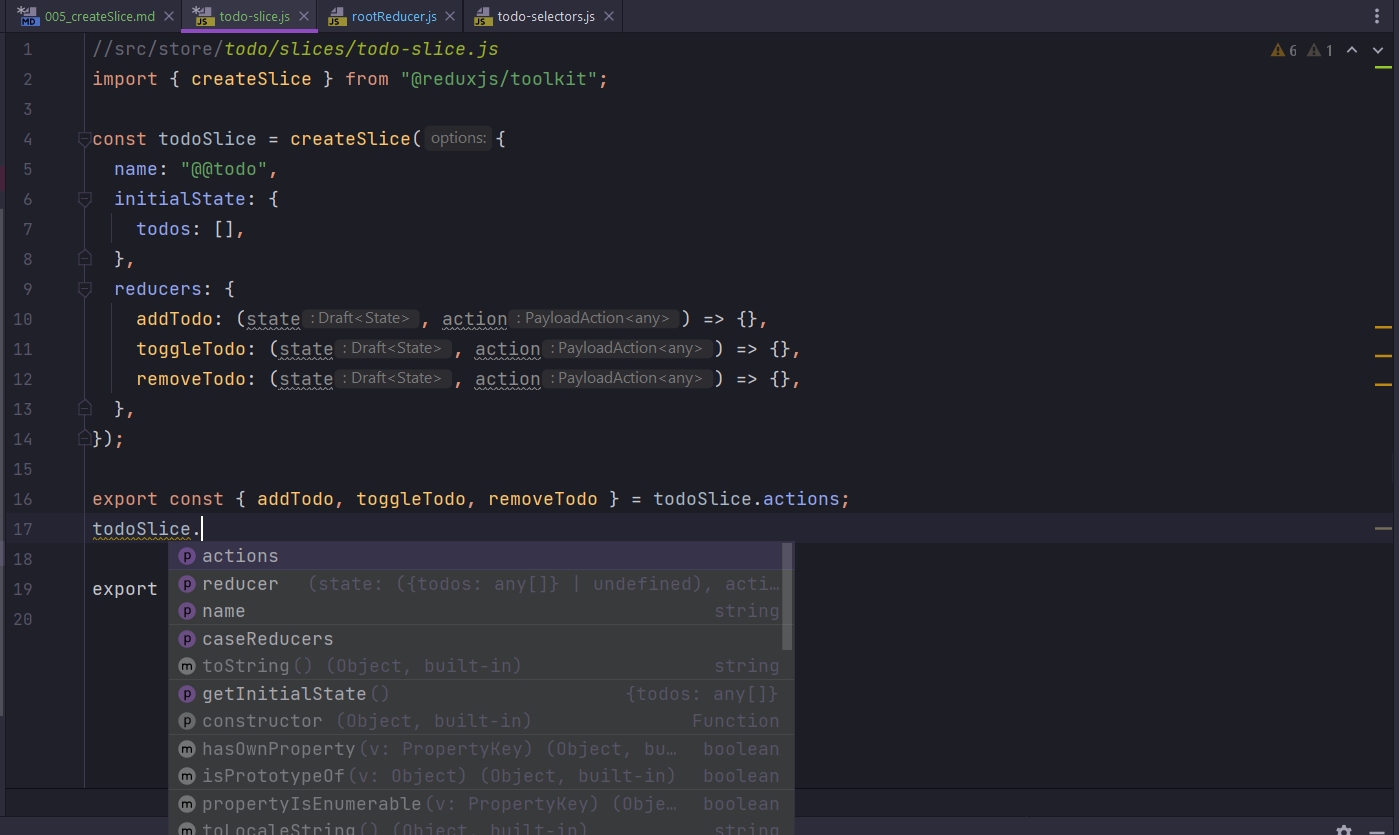 005_createSlice.md todo-slice.js rootReducer.js todo-selectors.js
1 //src/store/todo/slices/todo-slice.js 6 1
2 import { createSlice } from "@reduxjs/toolkit";
3
4 const todoSlice = createSlice( options: {
5 name: "@@todo",
6 initialState: {
7 todos: [],
8 },
9 reducers: {
10 addTodo: (state : Draft<State> , action : PayloadAction<any> ) => {},
11 toggleTodo: (state : Draft<State> , action : PayloadAction<any> ) => {},
12 removeTodo: (state : Draft<State> , action : PayloadAction<any> ) => {},
13 },
14 });
15
16 export const { addTodo, toggleTodo, removeTodo } = todoSlice.actions;
17 todoSlice.
18
19 export
20
p actions
p reducer (state: ({todos: any[]} | undefined), acti…
p name string
p caseReducers
m toString() (Object, built-in) string
p getInitialState() {todos: any[]}
p constructor (Object, built-in) Function
m hasOwnProperty(v: PropertyKey) (Object, bu… boolean
m isPrototypeOf(v: Object) (Object, built-in) boolean
m propertyIsEnumerable(v: PropertyKey) (Obje… boolean
m toLocaleString() (Object, built-in) string